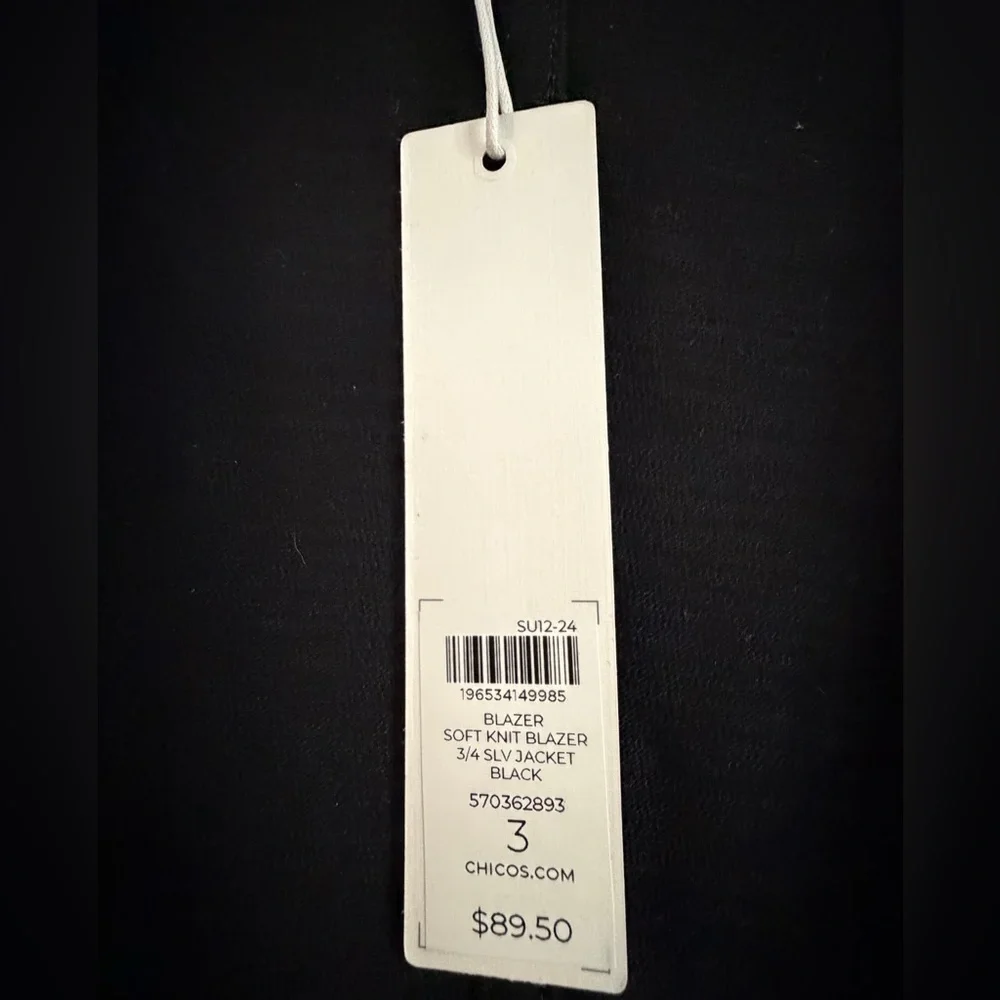 SU12-24
196534149985
BLAZER
SOFT KNIT BLAZER
3/4 SLV JACKET
BLACK
570362893
3
CHICOS.COM
$89.50